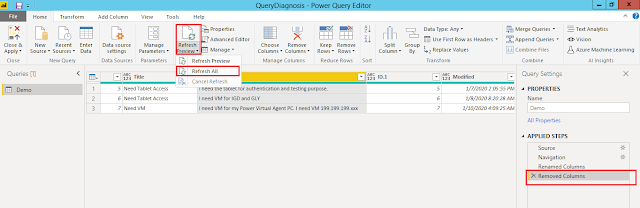 QueryDiagnosis - Power Query Editor
File Home Transform Add Column View Tools Help
Close & Apply
New Source
Recent Sources
Enter Data
Data source settings
Manage Parameters
Refresh Preview
Properties
Advanced Editor
Manage
Choose Columns
Remove Columns
Keep Rows
Remove Rows
Split Column
Group By
Data Type: Any
Use First Row as Headers
Replace Values
Merge Queries
Append Queries
Combine Files
Text Analytics
Vision
Azure Machine Learning
Close
New Query
Data Sources
Parameters
Manage Columns
Reduce Rows
Sort
Transform
Combine
AI Insights
Refresh Preview
Refresh All
Cancel Refresh
Queries [1]
Demo
Title
ID.1
Modified
5 Need Tablet Access I need the tablet for authentication and testing purpose. 5 1/7/2020 2:05:55 PM
6 Need Tablet Access I need VM for IGD and GLY 6 1/8/2020 8:20:28 AM
7 Need VM I need VM for my Power Virtual Agent PC. I need VM 199.199.199.xxx 7 1/10/2020 4:09:25 AM
Query Settings
PROPERTIES
Name
Demo
All Properties
APPLIED STEPS
Source
Navigation
Renamed Columns
Removed Columns